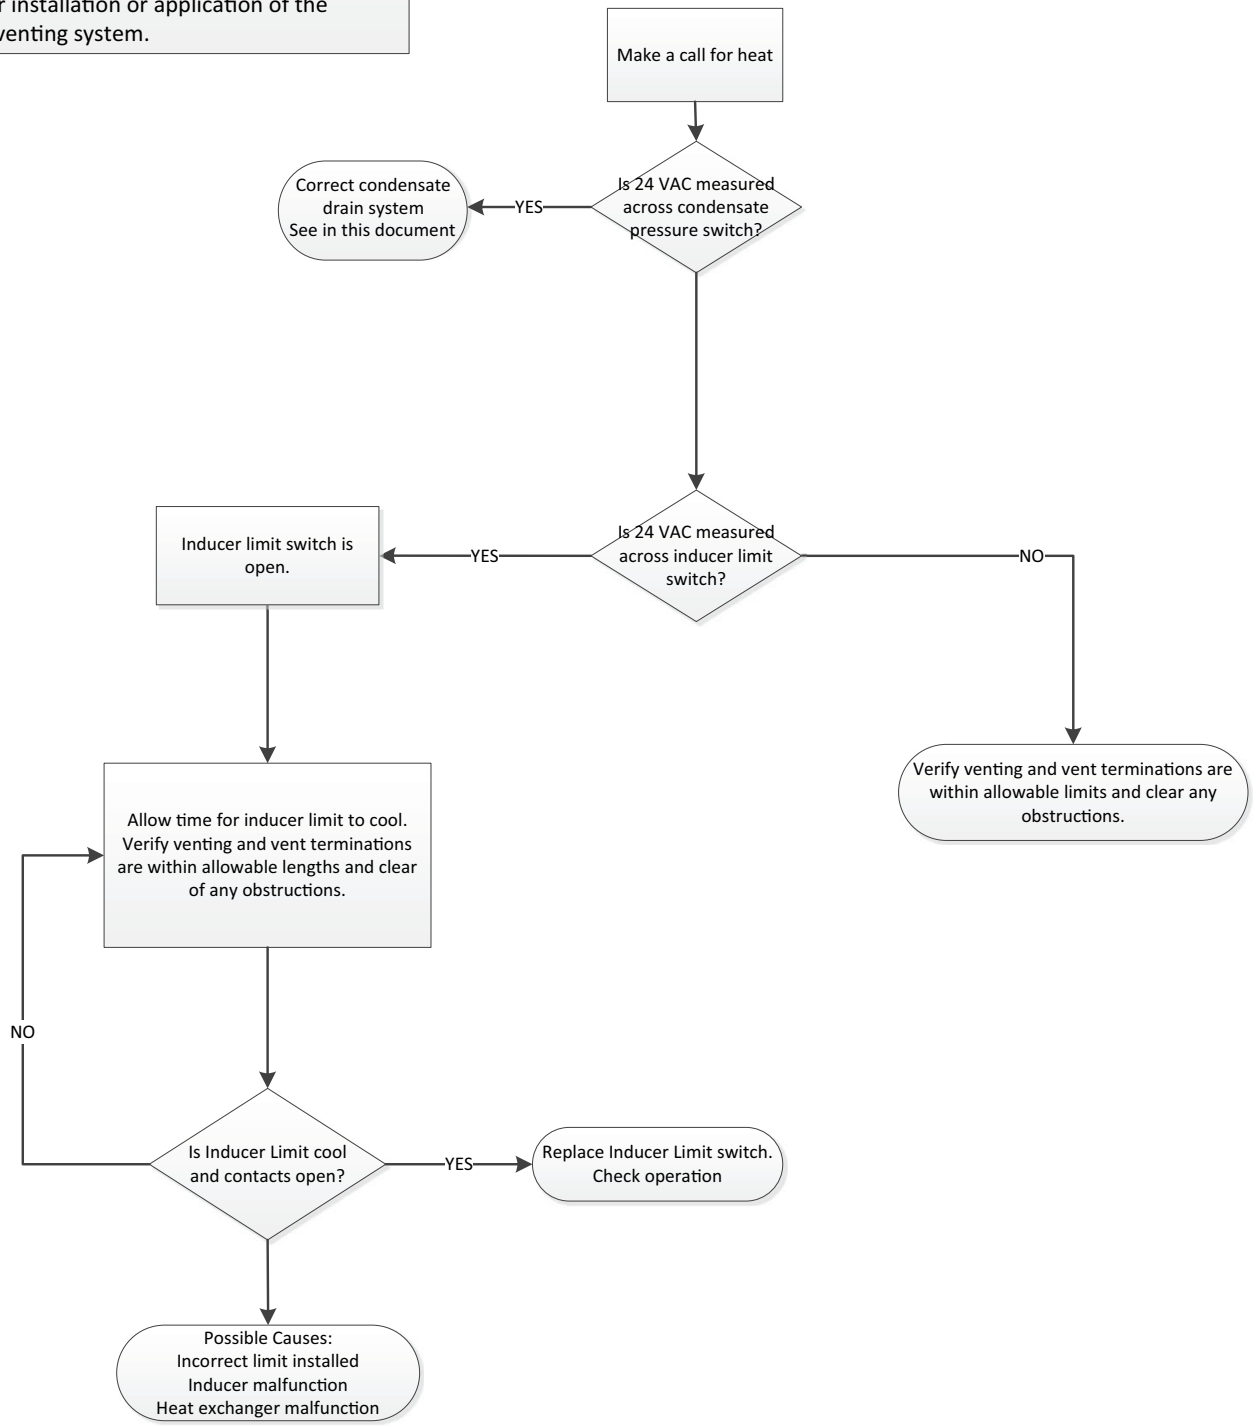 r installation or application of the
venting system.
Make a call for heat
Is 24 VAC measured
across condensate
pressure switch?
YES
Correct condensate
drain system
See in this document
Is 24 VAC measured
across inducer limit
switch?
YES
NO
Inducer limit switch is
open.
Verify venting and vent terminations are
within allowable limits and clear any
obstructions.
Allow time for inducer limit to cool.
Verify venting and vent terminations
are within allowable lengths and clear
of any obstructions.
NO
Is Inducer Limit cool
and contacts open?
YES
Replace Inducer Limit switch.
Check operation
Possible Causes:
Incorrect limit installed
Inducer malfunction
Heat exchanger malfunction